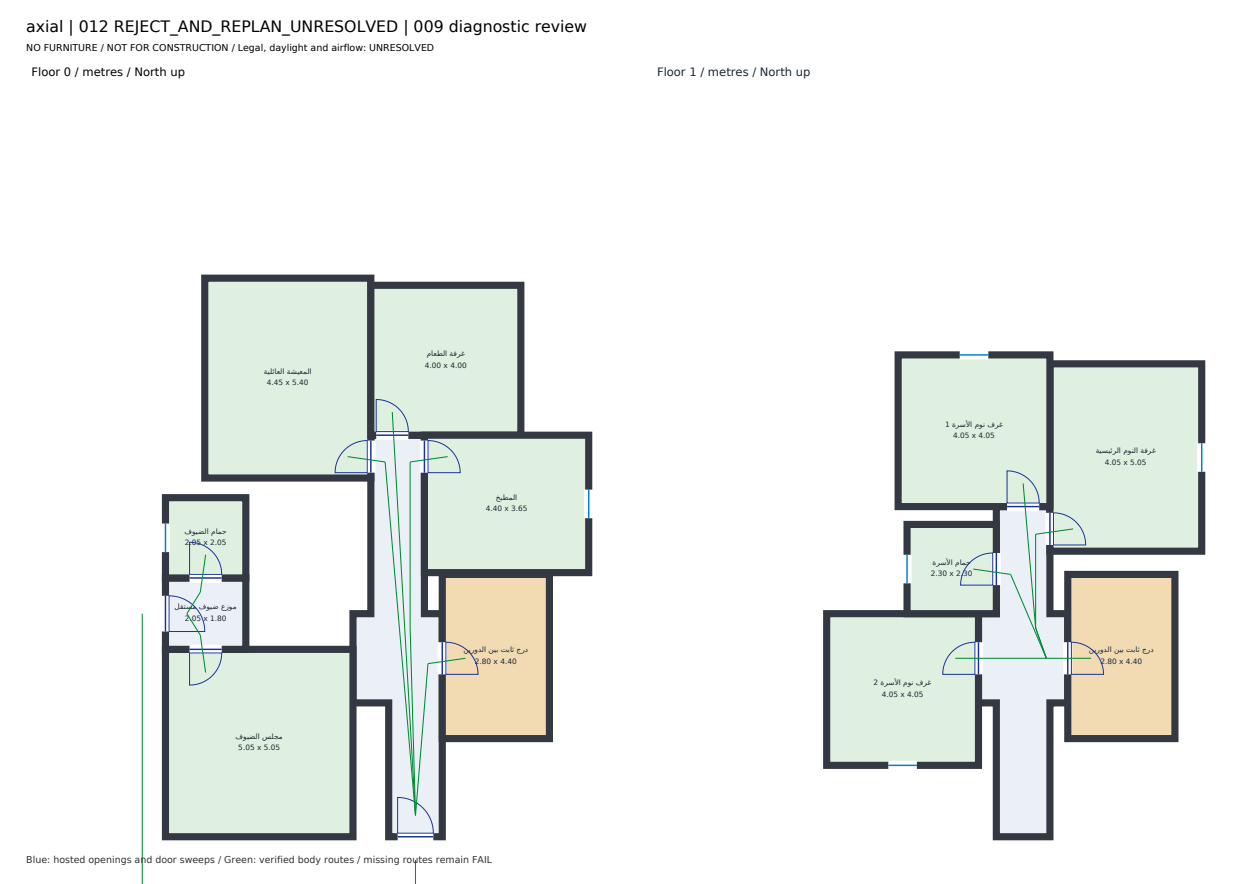 axial | 012 REJECT_AND_REPLAN_UNRESOLVED | 009 diagnostic review
NO FURNITURE / NOT FOR CONSTRUCTION / Legal, daylight and airflow: UNRESOLVED
Floor 0 / metres / North up
المعيشة العائلية
4.45 x 5.40
غرفة الطعام
4.00 x 4.00
المطبخ
4.40 x 3.65
حمام الضيوف
2.05 x 2.05
موزع ضيوف مستقل
2.05 x 1.80
درج ثابت بين الدورين
2.80 x 4.40
مجلس الضيوف
5.05 x 5.05
Floor 1 / metres / North up
غرف نوم الأسرة 1
4.05 x 4.05
غرفة النوم الرئيسية
4.05 x 5.05
حمام الأسرة
2.30 x 2.30
درج ثابت بين الدورين
2.80 x 4.40
غرف نوم الأسرة 2
4.05 x 4.05
Blue: hosted openings and door sweeps / Green: verified body routes / missing routes remain FAIL